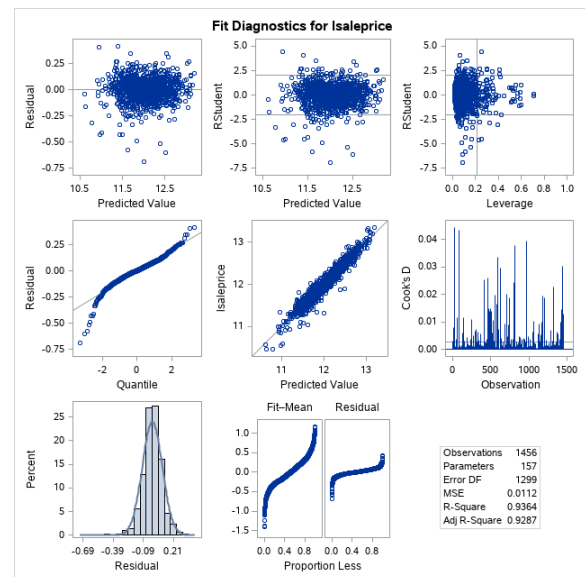 Fit Diagnostics for lsaleprice
0.25
0.00
-0.25
-0.50
-0.75
Residual
10.5 11.5 12.5
Predicted Value
5.0
2.5
0.0
-2.5
-5.0
-7.5
RStudent
10.5 11.5 12.5
Predicted Value
5.0
2.5
0.0
-2.5
-5.0
-7.5
RStudent
0.0 0.2 0.4 0.6 0.8 1.0
Leverage
0.25
0.00
-0.25
-0.50
-0.75
Residual
-2 0 2
Quantile
13
12
11
lsaleprice
11 12 13
Predicted Value
0.04
0.03
0.02
0.01
0.00
Cook's D
0 500 1000 1500
Observation
25
20
15
10
5
0
Percent
-0.69 -0.39 -0.09 0.21
Residual
Fit–Mean Residual
1.0
0.5
0.0
-0.5
-1.0
-1.5
0.0 0.4 0.8 0.0 0.4 0.8
Proportion Less
Observations 1456
Parameters 157
Error DF 1299
MSE 0.0112
R-Square 0.9364
Adj R-Square 0.9287